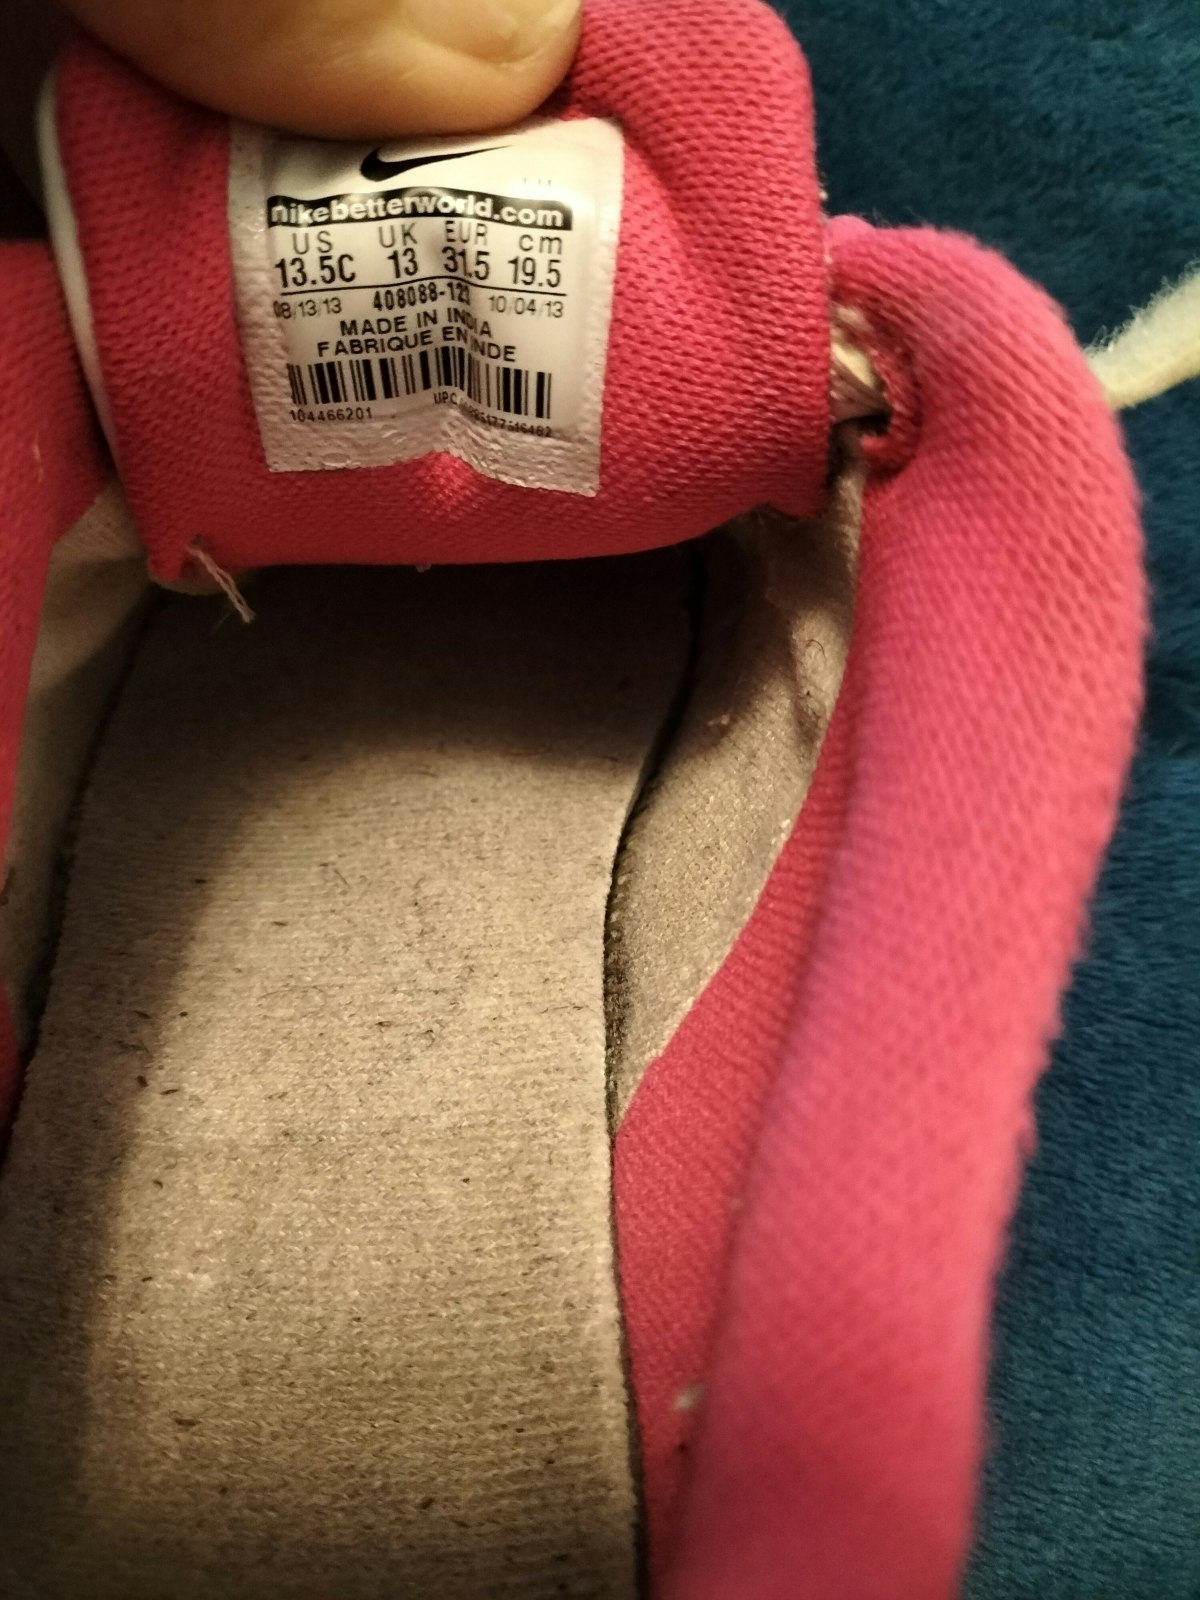 nikebetterworld.com
US UK EUR cm
13.5C 13 31.5 19.5
08/13/13 408088-123 10/04/13
MADE IN INDIA
FABRIQUE EN INDE
104466201 UPC